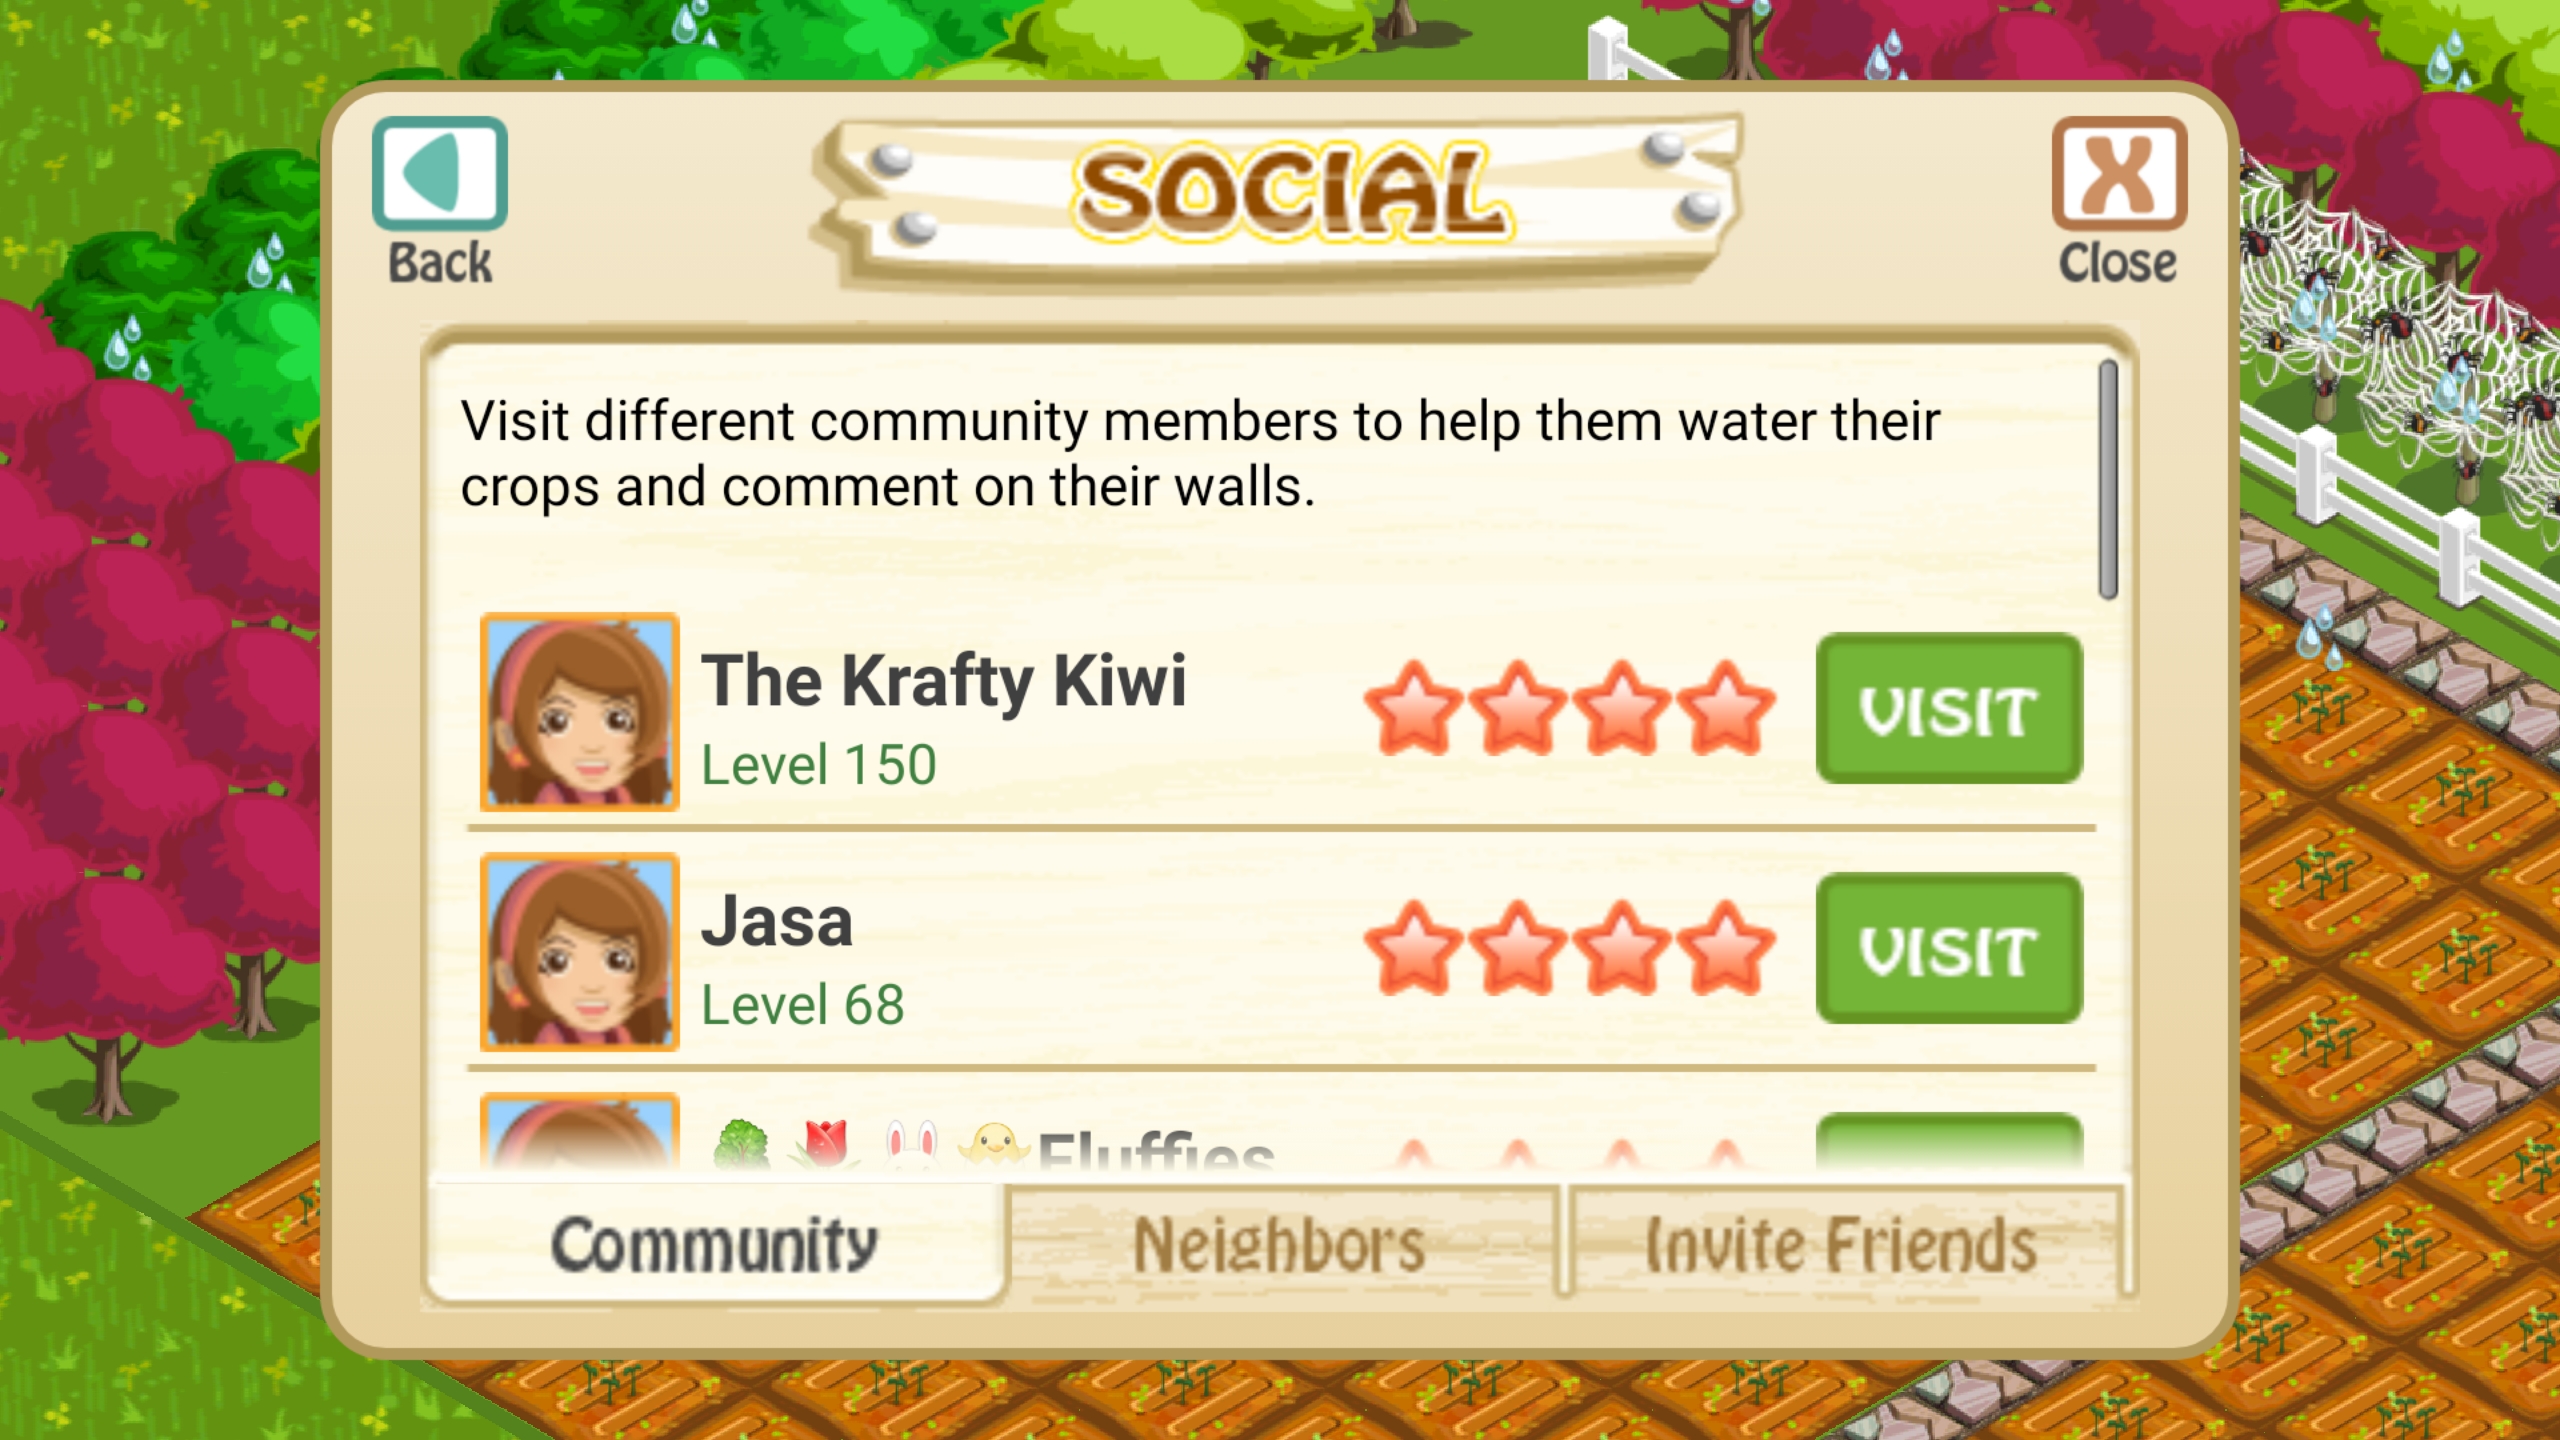 Back
SOCIAL
Close
Visit different community members to help them water their
crops and comment on their walls.
The Krafty Kiwi
Level 150
VISIT
Jasa
Level 68
VISIT
🌳🌷🐰🐣Fluffies
Community
Neighbors
Invite Friends